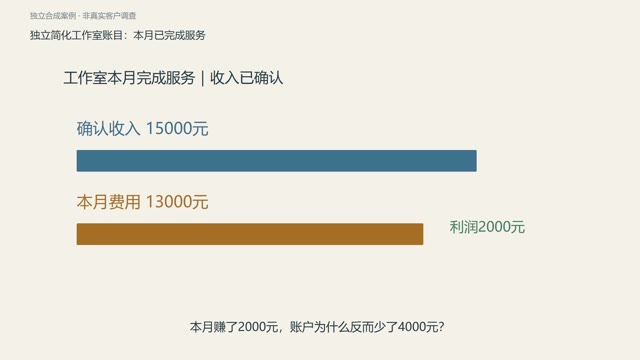 独立合成案例 · 非真实客户调查
独立简化工作室账目：本月已完成服务
工作室本月完成服务｜收入已确认
确认收入 15000元
本月费用 13000元
利润2000元
本月赚了2000元，账户为什么反而少了4000元？